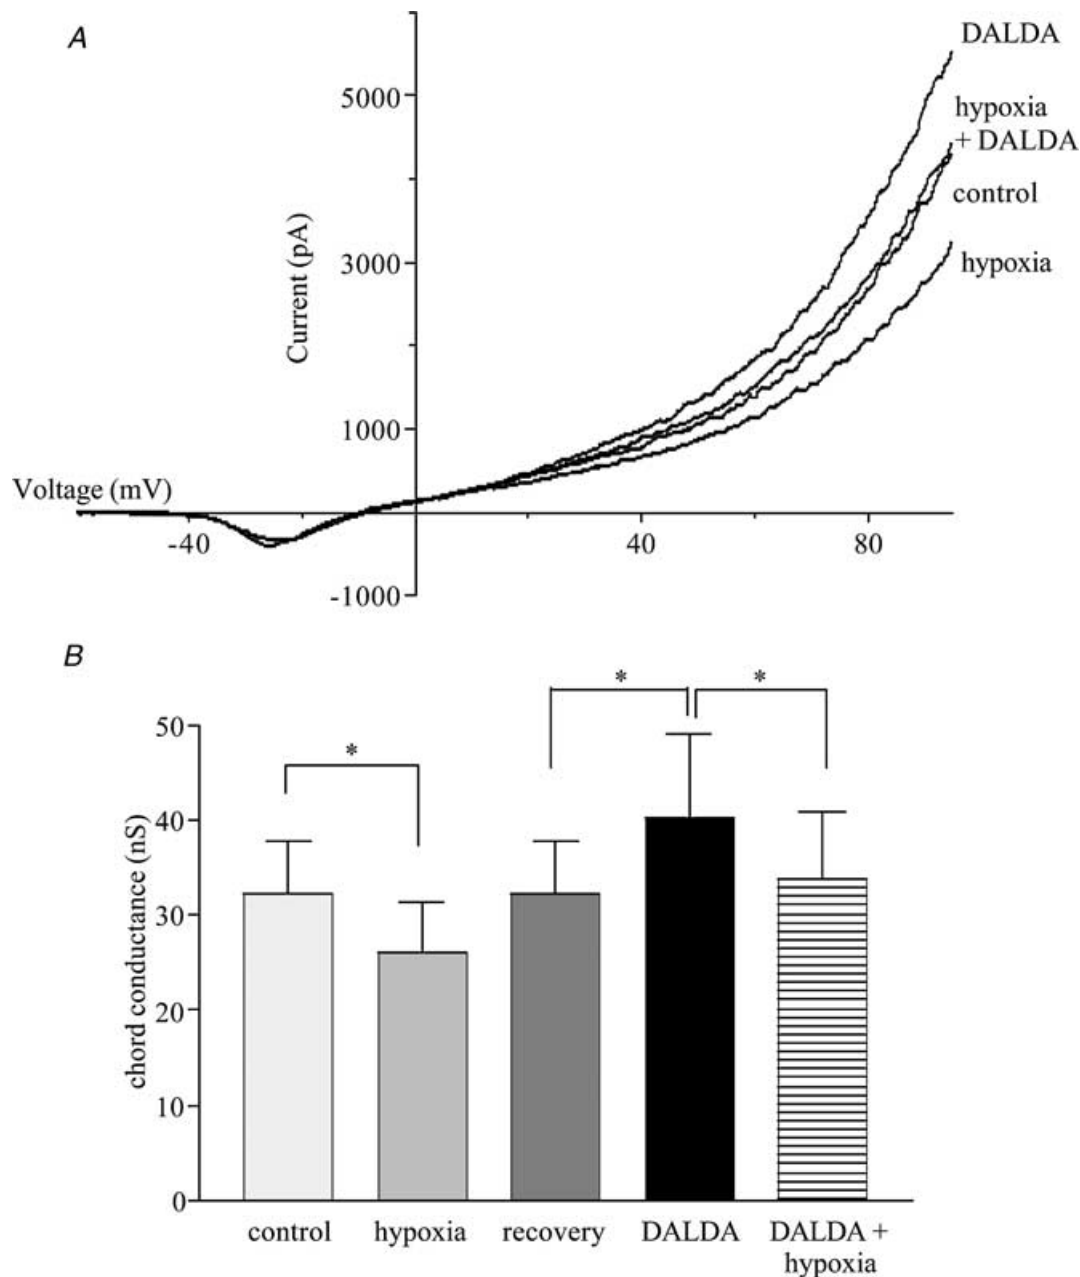 A
DALDA
hypoxia
+ DALDA
control
hypoxia
Current (pA)
5000
3000
1000
-1000
Voltage (mV)
-40
40
80
B
*
*
*
chord conductance (nS)
50
40
30
20
10
0
control
hypoxia
recovery
DALDA
DALDA +
hypoxia